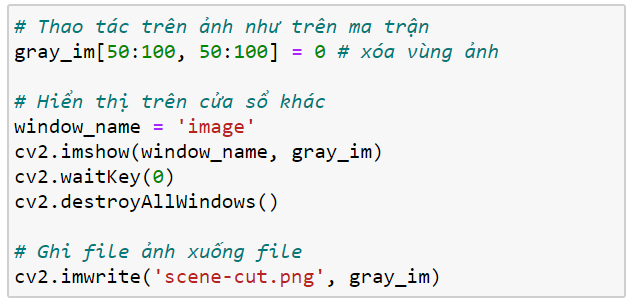 # Thao tác trên ảnh như trên ma trận
gray_im[50:100, 50:100] = 0 # xóa vùng ảnh
# Hiển thị trên cửa sổ khác
window_name = 'image'
cv2.imshow(window_name, gray_im)
cv2.waitKey(0)
cv2.destroyAllWindows()
# Ghi file ảnh xuống file
cv2.imwrite('scene-cut.png', gray_im)